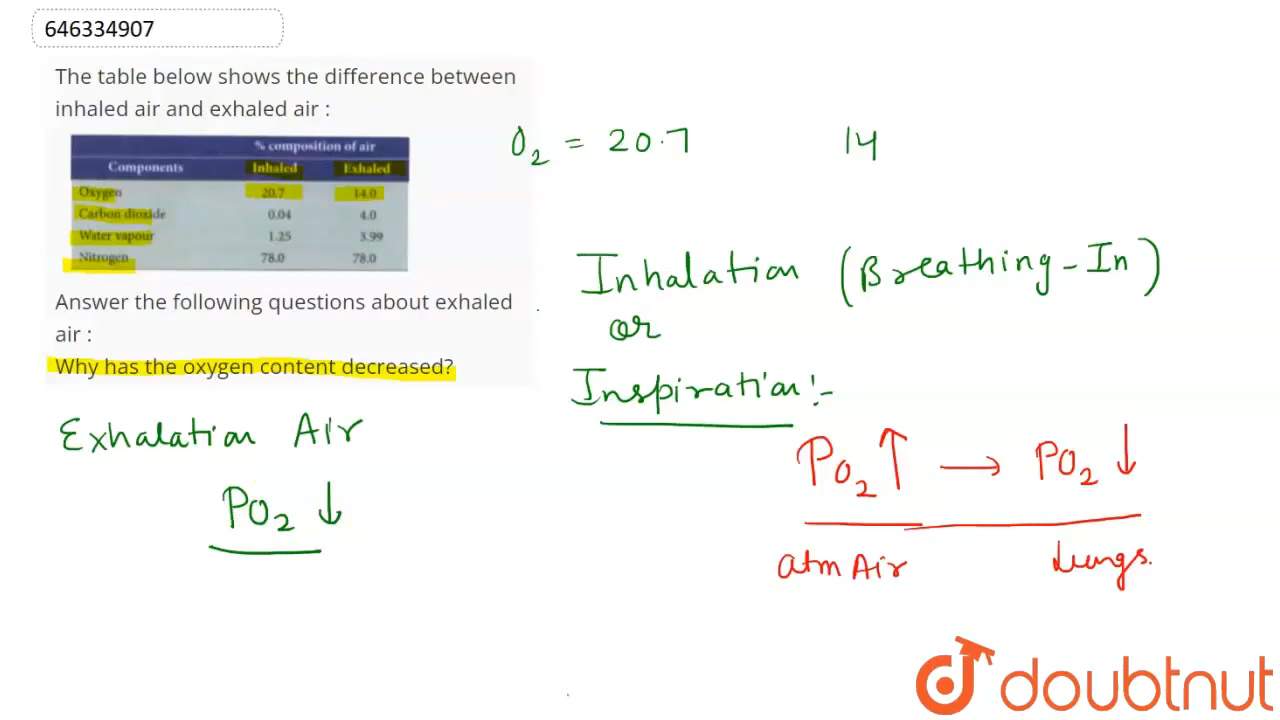 646334907
The table below shows the difference between
inhaled air and exhaled air :
% composition of air
Components Inhaled Exhaled
Oxygen 20.7 14.0
Carbon dioxide 0.04 4.0
Water vapour 1.25 3.99
Nitrogen 78.0 78.0
Answer the following questions about exhaled
air :
Why has the oxygen content decreased?
Exhalation Air
PO2 ↓
O2 = 20.7 14
Inhalation (Breathing-In)
or
Inspiration:-
PO2 ↑ → PO2 ↓
atm Air Lungs.
doubtnut